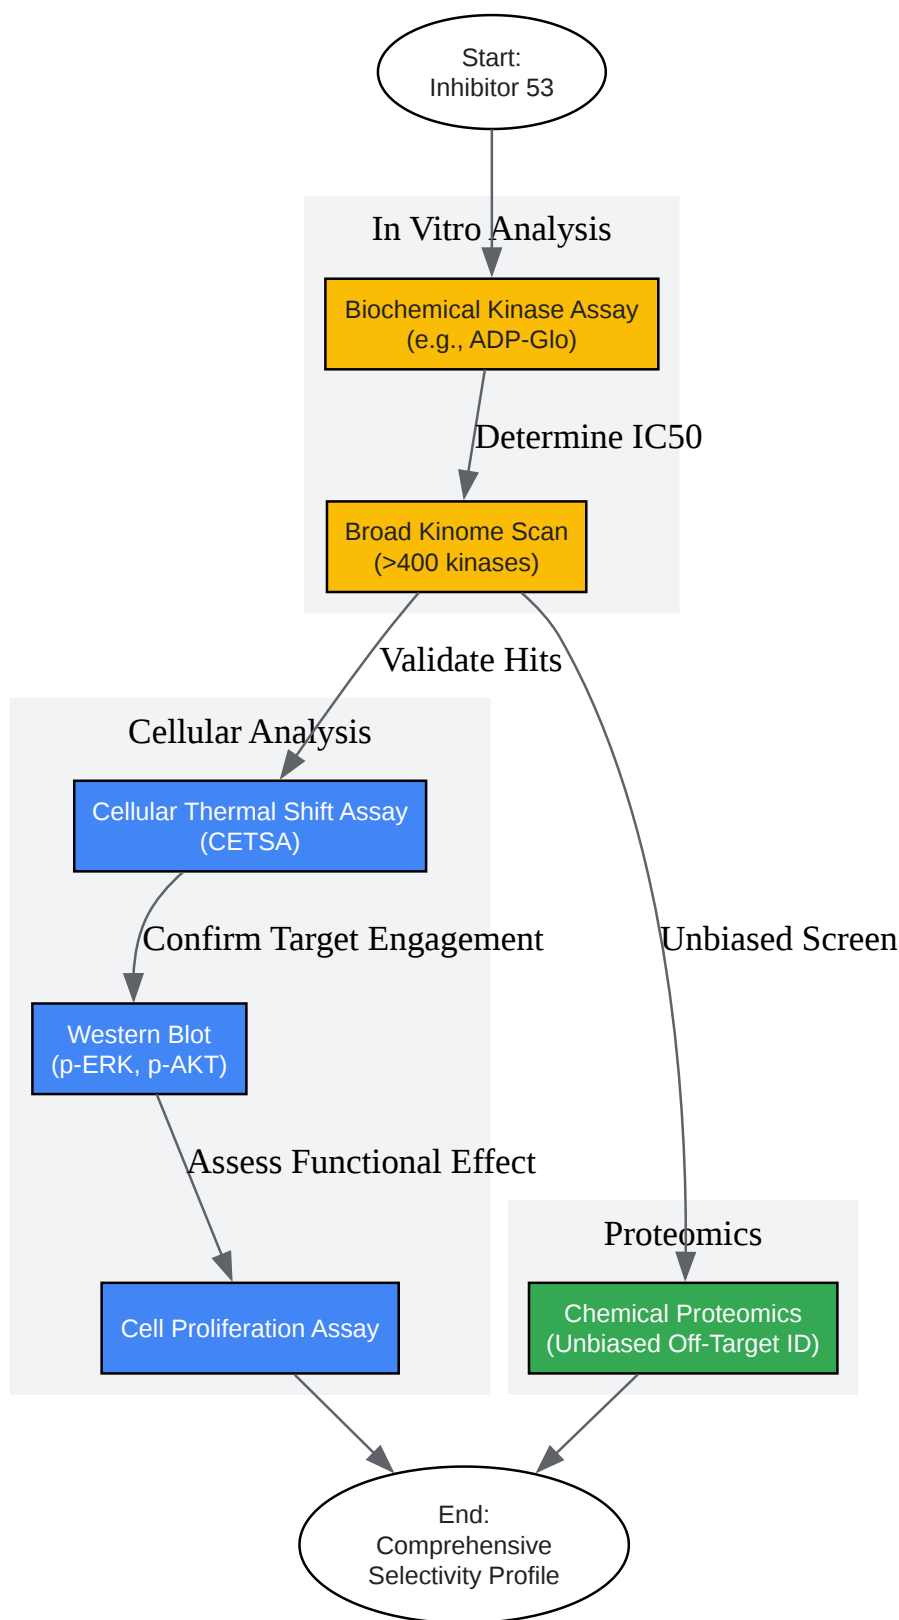 Start:
Inhibitor 53
In Vitro Analysis
Biochemical Kinase Assay
(e.g., ADP-Glo)
Determine IC50
Broad Kinome Scan
(>400 kinases)
Validate Hits
Cellular Analysis
Cellular Thermal Shift Assay
(CETSA)
Confirm Target Engagement
Unbiased Screen
Western Blot
(p-ERK, p-AKT)
Assess Functional Effect
Proteomics
Cell Proliferation Assay
Chemical Proteomics
(Unbiased Off-Target ID)
End:
Comprehensive
Selectivity Profile